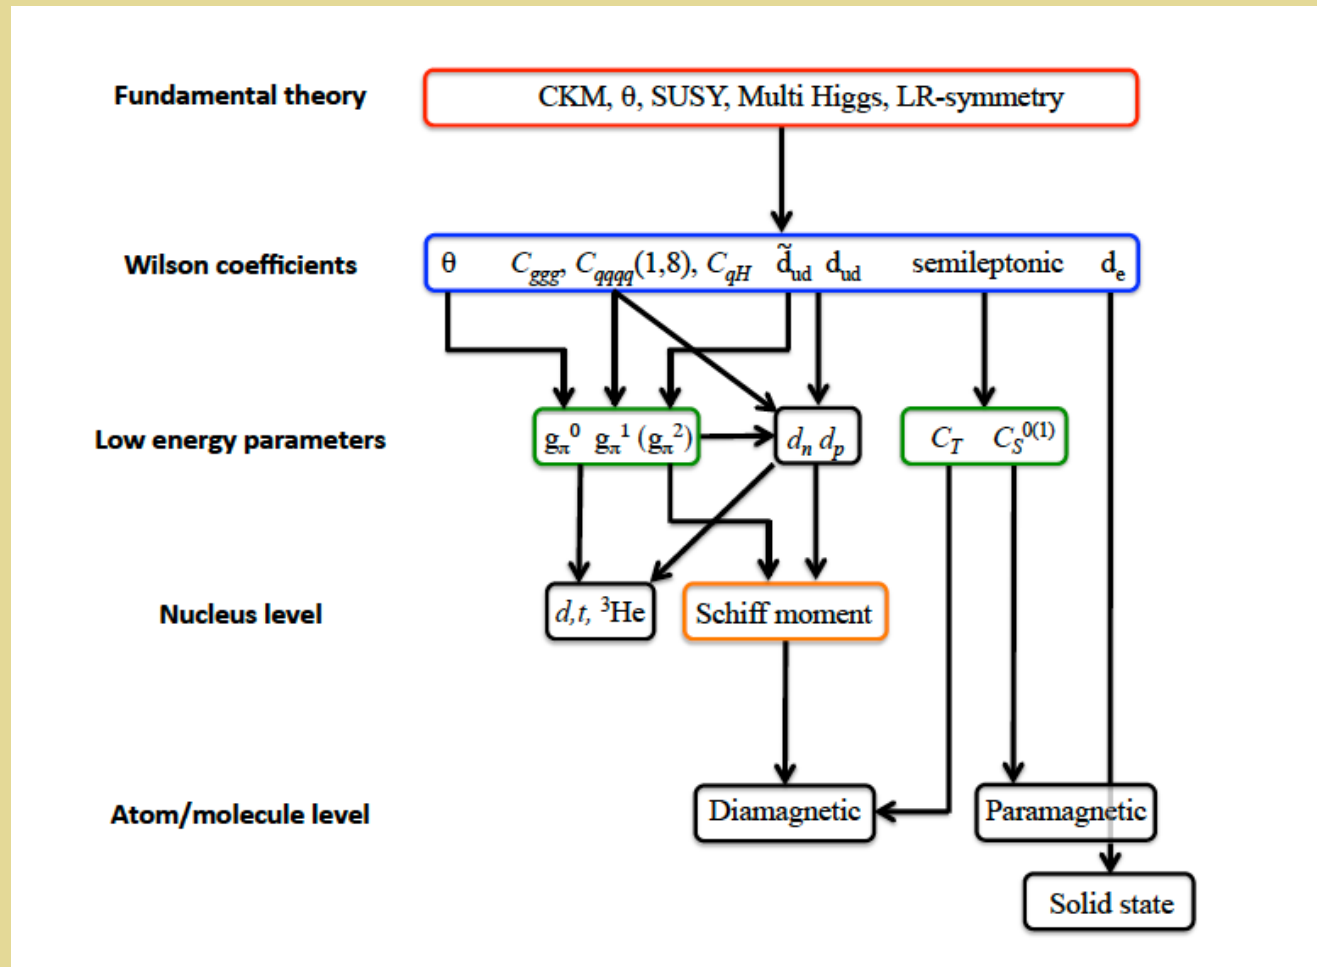 Fundamental theory
CKM, θ, SUSY, Multi Higgs, LR-symmetry
Wilson coefficients
θ C_ggg, C_qqqq(1,8), C_qH d̃_ud d_ud semileptonic d_e
Low energy parameters
g_π^0 g_π^1 (g_π^2)
d_n d_p
C_T C_S^0(1)
Nucleus level
d,t, ^3He
Schiff moment
Atom/molecule level
Diamagnetic
Paramagnetic
Solid state